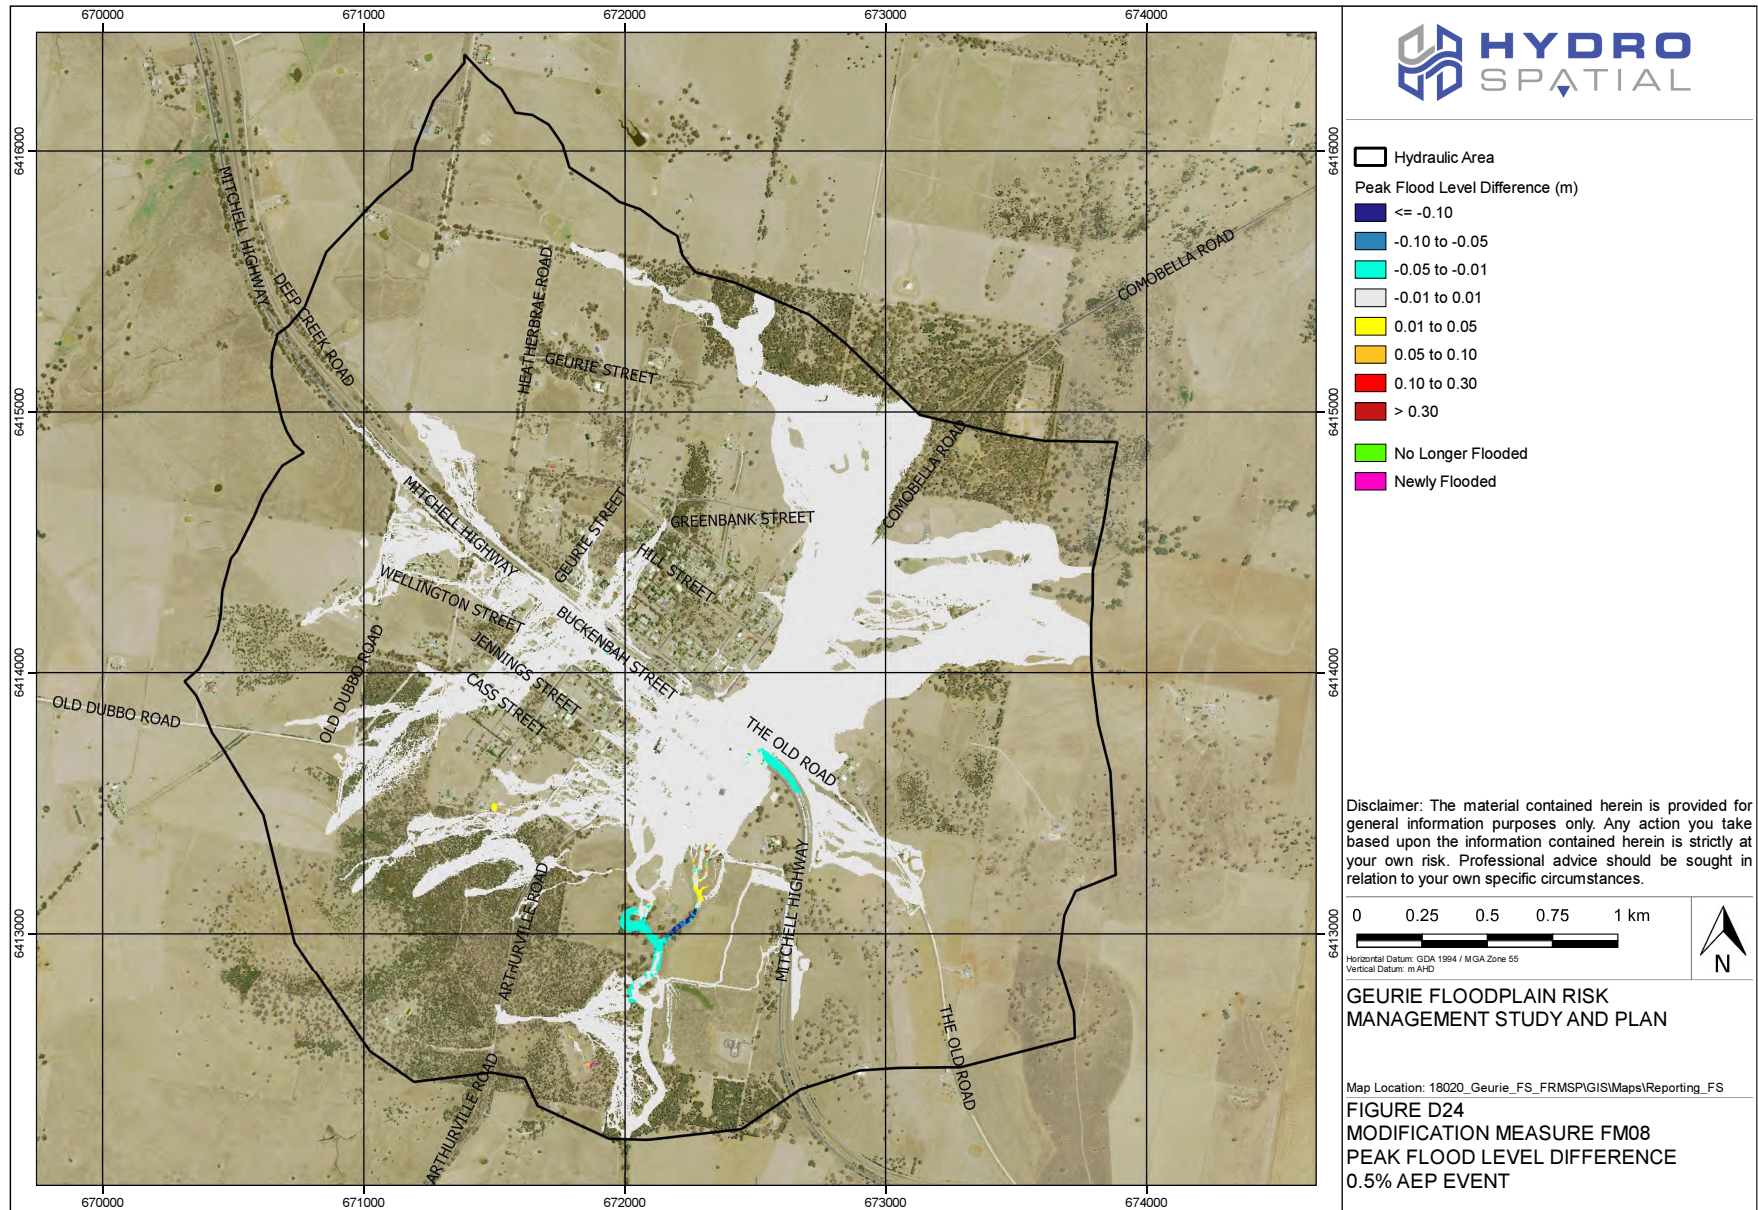 670000
671000
672000
673000
674000
6416000
6416000
6415000
6415000
6414000
6414000
6413000
6413000
MITCHELL HIGHWAY
DEEP CREEK ROAD
HEATHERBRAE ROAD
GEURIE STREET
COMOBELLA ROAD
COMOBELLA ROAD
MITCHELL HIGHWAY
GEURIE STREET
GREENBANK STREET
HILL STREET
WELLINGTON STREET
BUCKENBAH STREET
JENNINGS STREET
CASS STREET
OLD DUBBO ROAD
OLD DUBBO ROAD
THE OLD ROAD
MITCHELL HIGHWAY
ARTHURVILLE ROAD
ARTHURVILLE ROAD
THE OLD ROAD
670000
671000
672000
673000
674000
HYDRO
SPATIAL
Hydraulic Area
Peak Flood Level Difference (m)
<= -0.10
-0.10 to -0.05
-0.05 to -0.01
-0.01 to 0.01
0.01 to 0.05
0.05 to 0.10
0.10 to 0.30
> 0.30
No Longer Flooded
Newly Flooded
Disclaimer: The material contained herein is provided for
general information purposes only. Any action you take
based upon the information contained herein is strictly at
your own risk. Professional advice should be sought in
relation to your own specific circumstances.
0 0.25 0.5 0.75 1 km
Horizontal Datum: GDA 1994 / MGA Zone 55
Vertical Datum: m AHD
N
GEURIE FLOODPLAIN RISK
MANAGEMENT STUDY AND PLAN
Map Location: 18020_Geurie_FS_FRMSP\GIS\Maps\Reporting_FS
FIGURE D24
MODIFICATION MEASURE FM08
PEAK FLOOD LEVEL DIFFERENCE
0.5% AEP EVENT